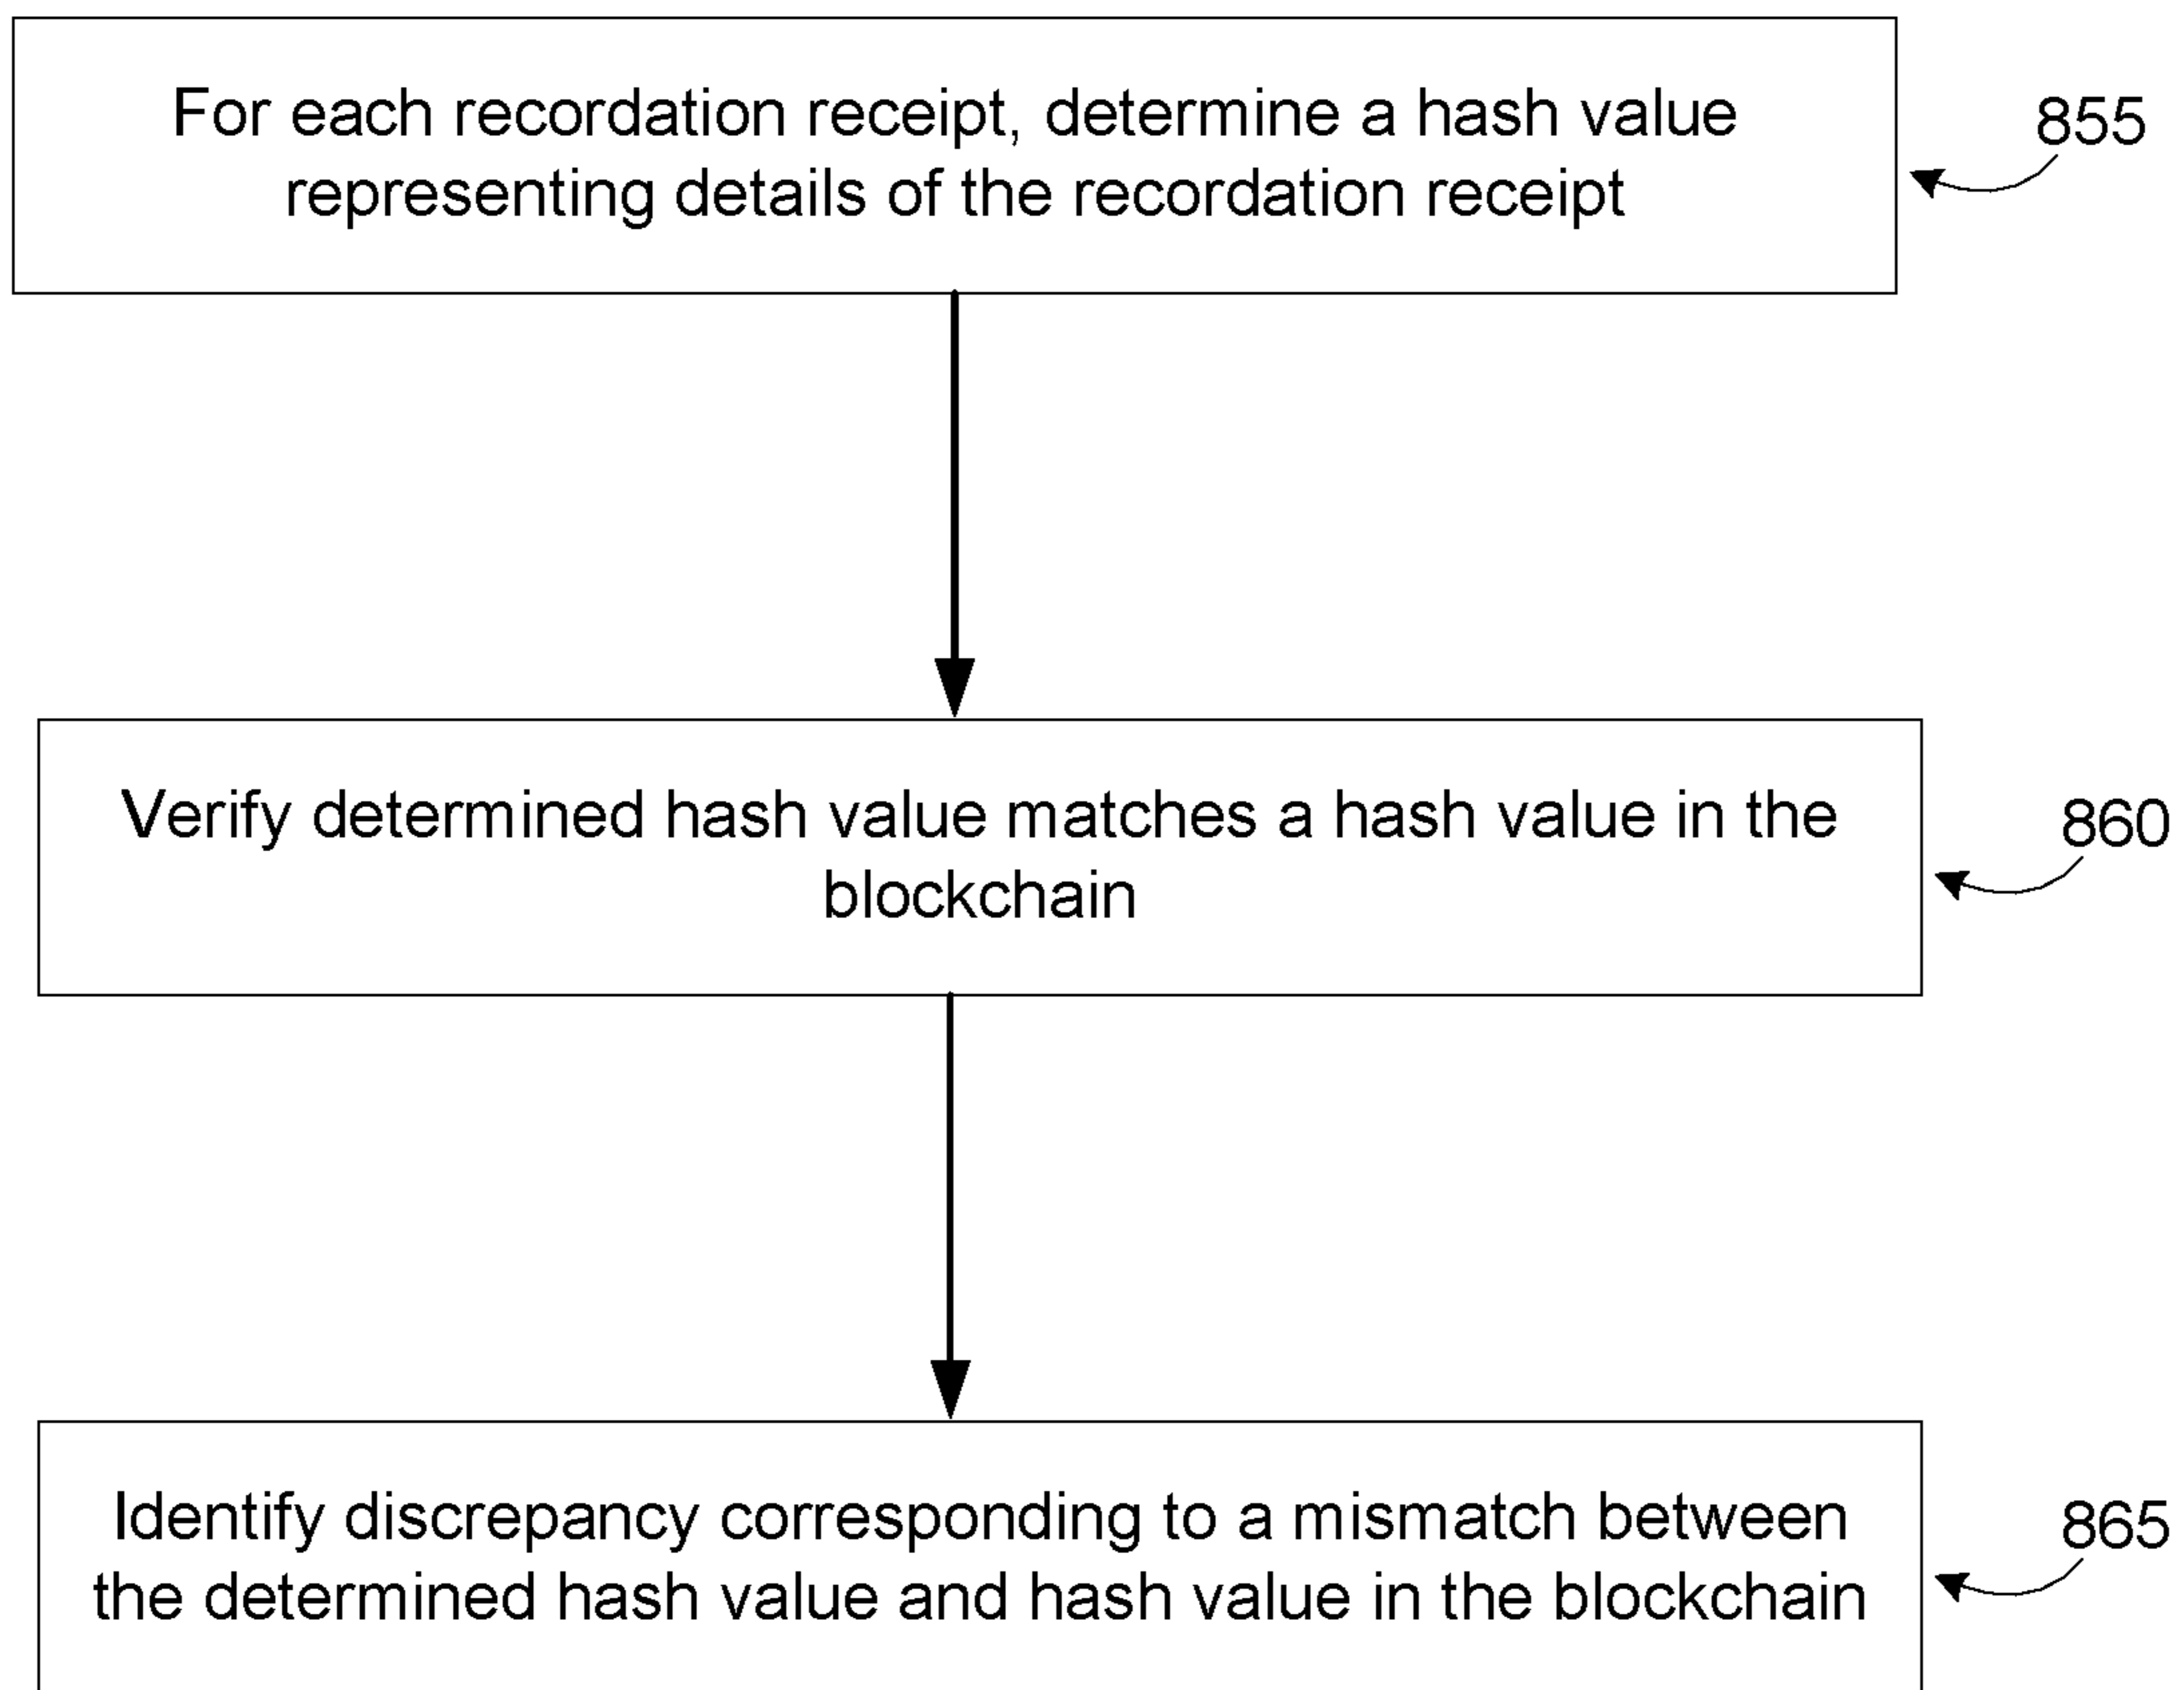 For each recordation receipt, determine a hash value
representing details of the recordation receipt
855
Verify determined hash value matches a hash value in the
blockchain
860
Identify discrepancy corresponding to a mismatch between
the determined hash value and hash value in the blockchain
865